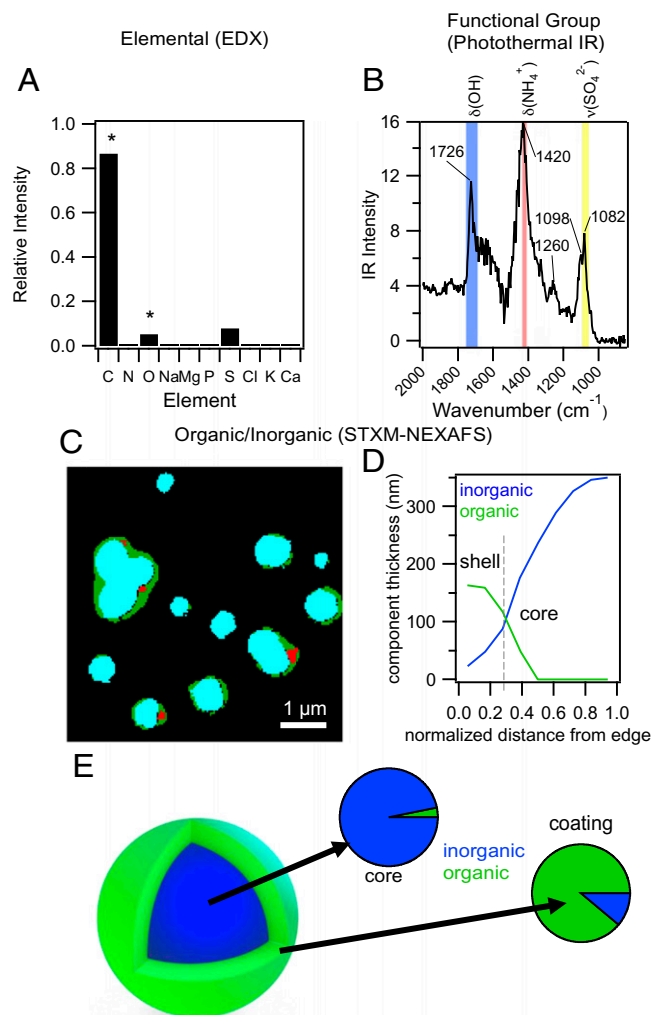 Elemental (EDX)
Functional Group
(Photothermal IR)
A
B
δ(OH)
δ(NH₄⁺)
ν(SO₄²⁻)
1.0
0.8
0.6
0.4
0.2
0.0
Relative Intensity
*
*
C N O NaMg P S Cl K Ca
Element
16
12
8
4
0
IR Intensity
1726
1420
1098
1082
1260
2000
1800
1600
1400
1200
1000
Wavenumber (cm⁻¹)
Organic/Inorganic (STXM-NEXAFS)
C
D
1 µm
300
200
100
0
component thickness (nm)
inorganic
organic
shell
core
0.0 0.2 0.4 0.6 0.8 1.0
normalized distance from edge
E
core
inorganic
organic
coating